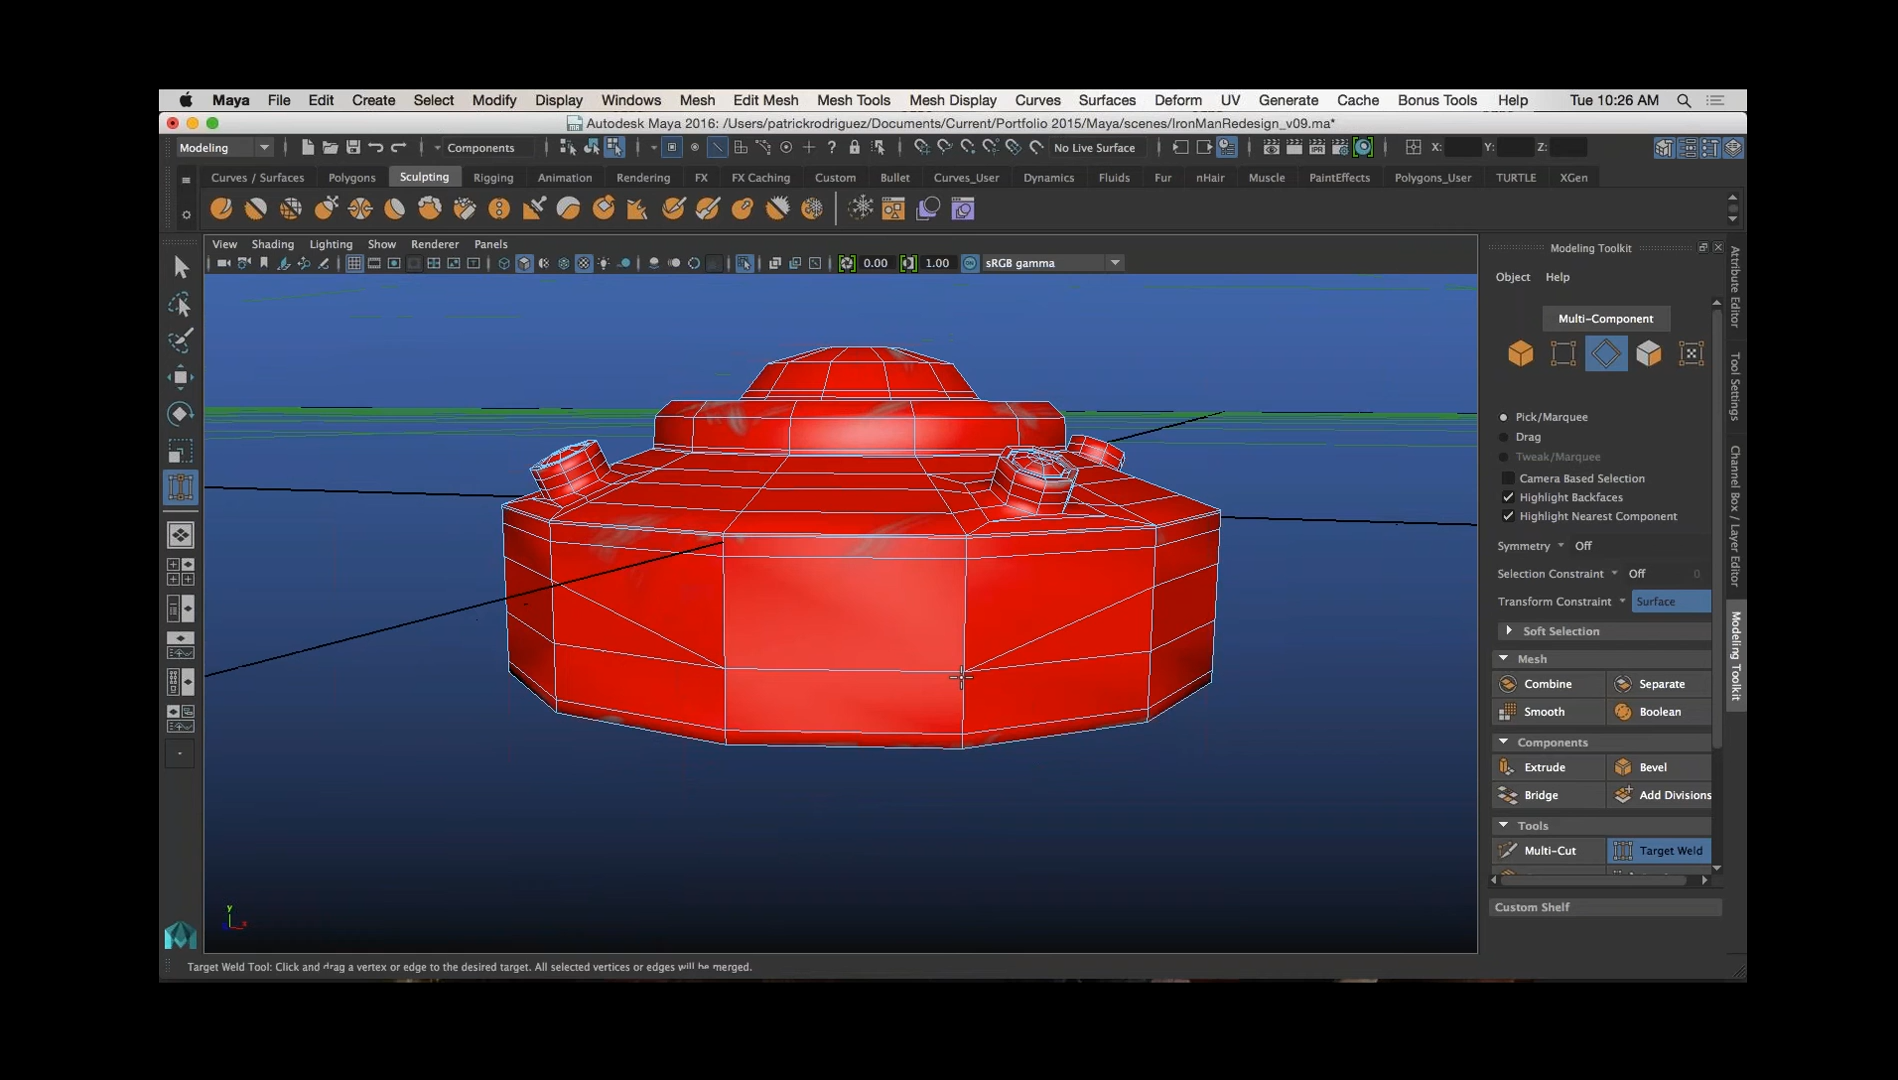 Maya File Edit Create Select Modify Display Windows Mesh Edit Mesh Mesh Tools Mesh Display Curves Surfaces Deform UV Generate Cache Bonus Tools Help Tue 10:26 AM
Autodesk Maya 2016: /Users/patrickrodriguez/Documents/Current/Portfolio 2015/Maya/scenes/IronManRedesign_v09.ma*
Modeling Components ? No Live Surface IPR X: Y: Z:
Curves / Surfaces Polygons Sculpting Rigging Animation Rendering FX FX Caching Custom Bullet Curves_User Dynamics Fluids Fur nHair Muscle PaintEffects Polygons_User TURTLE XGen
View Shading Lighting Show Renderer Panels
0.00 1.00 sRGB gamma
Modeling Toolkit
Object Help
Multi-Component
Pick/Marquee
Drag
Tweak/Marquee
Camera Based Selection
Highlight Backfaces
Highlight Nearest Component
Symmetry Off
Selection Constraint Off 0
Transform Constraint Surface
Soft Selection
Mesh
Combine Separate
Smooth Boolean
Components
Extrude Bevel
Bridge Add Divisions
Tools
Multi-Cut Target Weld
Custom Shelf
Attribute Editor
Tool Settings
Channel Box / Layer Editor
Modeling Toolkit
y
x
Target Weld Tool: Click and drag a vertex or edge to the desired target. All selected vertices or edges will be merged.